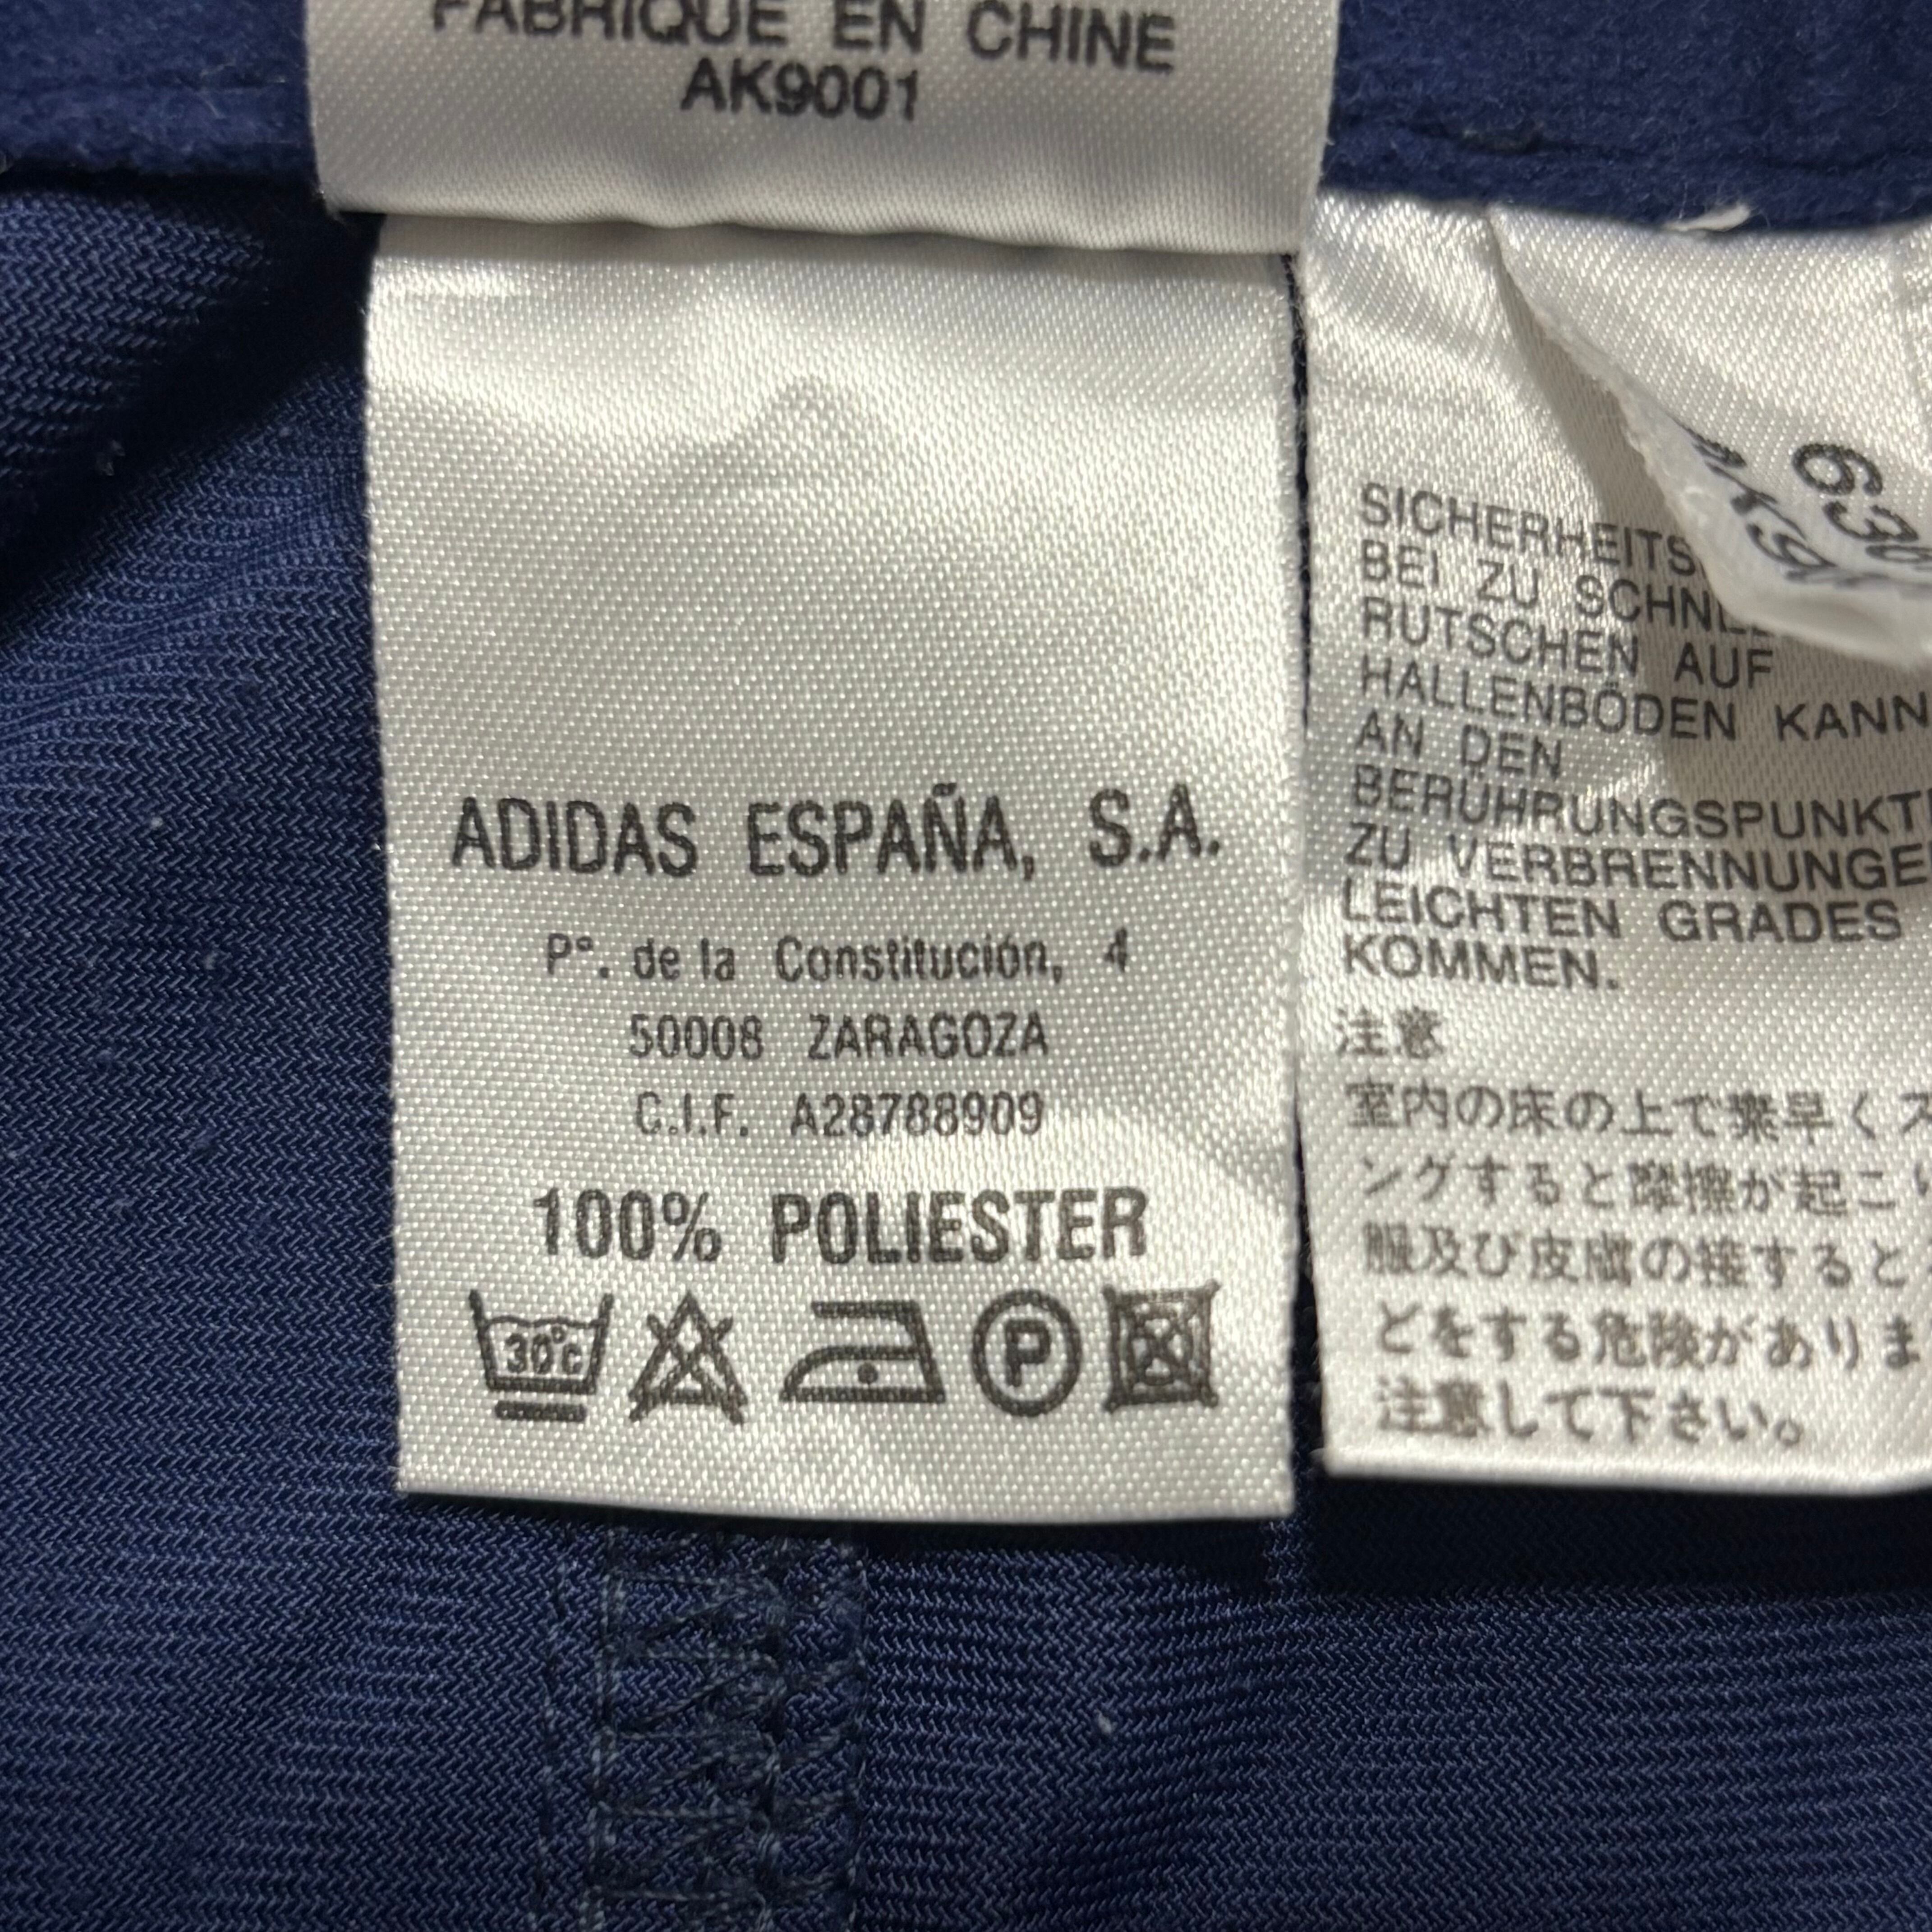 FABRIQUE EN CHINE
AK9001
ADIDAS ESPAÑA, S.A.
Pº. de la Constitución, 4
50008 ZARAGOZA
C.I.F. A28788909
100% POLIESTER
30°C
P
SICHERHEITS
BEI ZU
RUTSCHEN AUF
HALLENBÖDEN KANN
AN DEN
BERÜHRUNGSPUNKT
ZU VERBRENNUNGE
LEICHTEN GRADES
KOMMEN.
注意
室内の床の上で素早くス
ングすると摩擦が起こり
服及び皮膚の接すると
どをする危険がありま
注意して下さい。